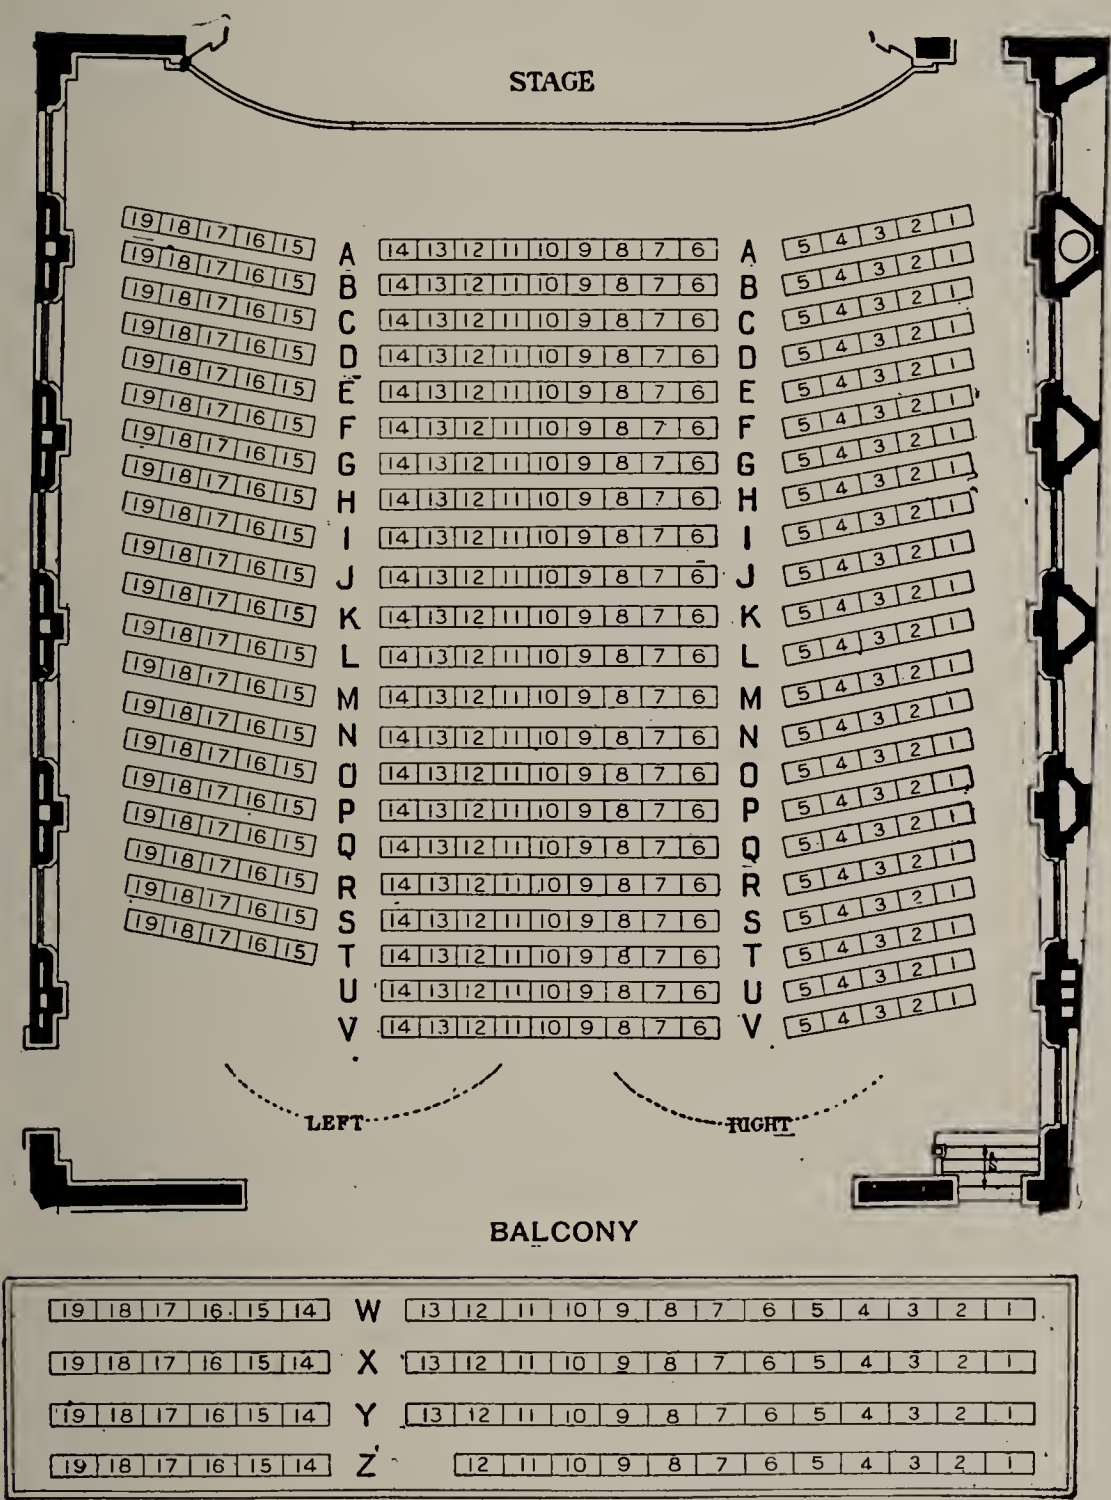 STAGE
19 18 17 16 15 A 14 13 12 11 10 9 8 7 6 A 5 4 3 2 1
19 18 17 16 15 B 14 13 12 11 10 9 8 7 6 B 5 4 3 2 1
19 18 17 16 15 C 14 13 12 11 10 9 8 7 6 C 5 4 3 2 1
19 18 17 16 15 D 14 13 12 11 10 9 8 7 6 D 5 4 3 2 1
19 18 17 16 15 E 14 13 12 11 10 9 8 7 6 E 5 4 3 2 1
19 18 17 16 15 F 14 13 12 11 10 9 8 7 6 F 5 4 3 2 1
19 18 17 16 15 G 14 13 12 11 10 9 8 7 6 G 5 4 3 2 1
19 18 17 16 15 H 14 13 12 11 10 9 8 7 6 H 5 4 3 2 1
19 18 17 16 15 I 14 13 12 11 10 9 8 7 6 I 5 4 3 2 1
19 18 17 16 15 J 14 13 12 11 10 9 8 7 6 J 5 4 3 2 1
19 18 17 16 15 K 14 13 12 11 10 9 8 7 6 K 5 4 3 2 1
19 18 17 16 15 L 14 13 12 11 10 9 8 7 6 L 5 4 3 2 1
19 18 17 16 15 M 14 13 12 11 10 9 8 7 6 M 5 4 3 2 1
19 18 17 16 15 N 14 13 12 11 10 9 8 7 6 N 5 4 3 2 1
19 18 17 16 15 O 14 13 12 11 10 9 8 7 6 O 5 4 3 2 1
19 18 17 16 15 P 14 13 12 11 10 9 8 7 6 P 5 4 3 2 1
19 18 17 16 15 Q 14 13 12 11 10 9 8 7 6 Q 5 4 3 2 1
19 18 17 16 15 R 14 13 12 11 10 9 8 7 6 R 5 4 3 2 1
19 18 17 16 15 S 14 13 12 11 10 9 8 7 6 S 5 4 3 2 1
19 18 17 16 15 T 14 13 12 11 10 9 8 7 6 T 5 4 3 2 1
U 14 13 12 11 10 9 8 7 6 U 5 4 3 2 1
V 14 13 12 11 10 9 8 7 6 V 5 4 3 2 1
LEFT RIGHT
BALCONY
19 18 17 16 15 14 W 13 12 11 10 9 8 7 6 5 4 3 2 1
19 18 17 16 15 14 X 13 12 11 10 9 8 7 6 5 4 3 2 1
19 18 17 16 15 14 Y 13 12 11 10 9 8 7 6 5 4 3 2 1
19 18 17 16 15 14 Z 12 11 10 9 8 7 6 5 4 3 2 1